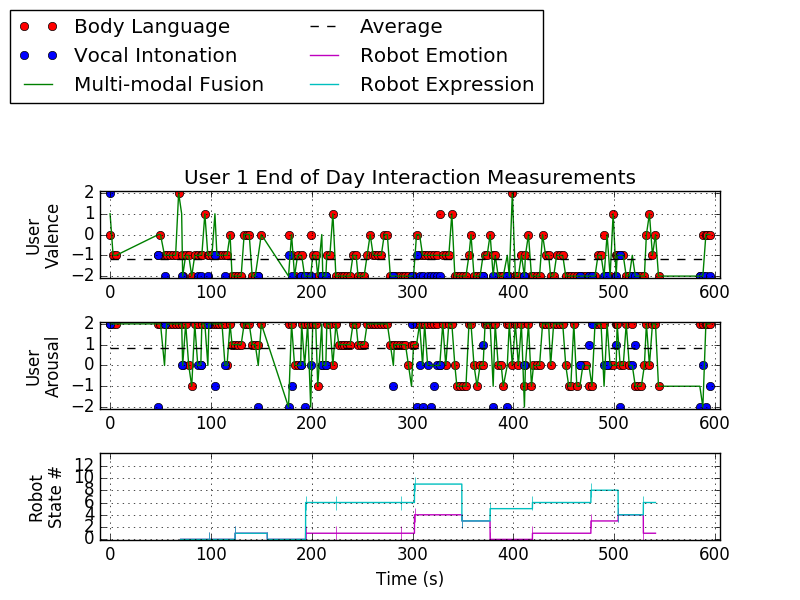 Body Language
Vocal Intonation
Multi-modal Fusion
Average
Robot Emotion
Robot Expression
User 1 End of Day Interaction Measurements
User
Valence
2
1
0
−1
−2
0 100 200 300 400 500 600
User
Arousal
2
1
0
−1
−2
0 100 200 300 400 500 600
Robot
State #
12
10
8
6
4
2
0
0 100 200 300 400 500 600
Time (s)